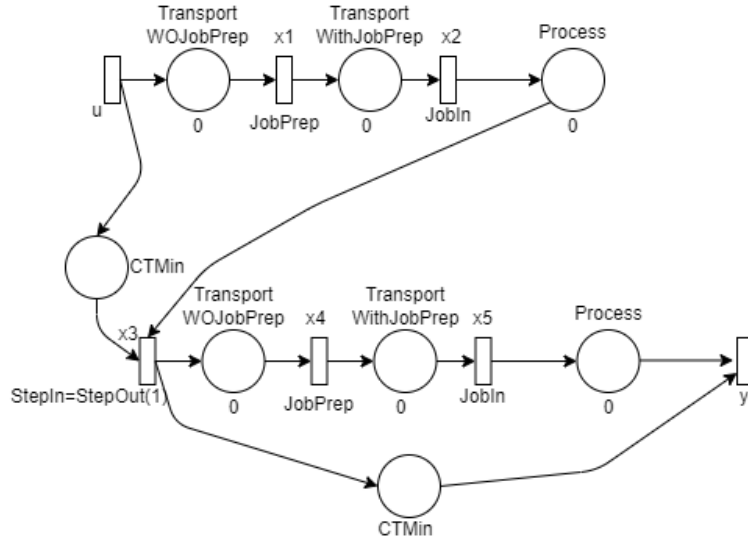 Transport
WOJobPrep
x1
Transport
WithJobPrep
x2
Process
u
0
JobPrep
0
JobIn
0
CTMin
x3
Transport
WOJobPrep
x4
Transport
WithJobPrep
x5
Process
StepIn=StepOut(1)
0
JobPrep
0
JobIn
0
y
CTMin